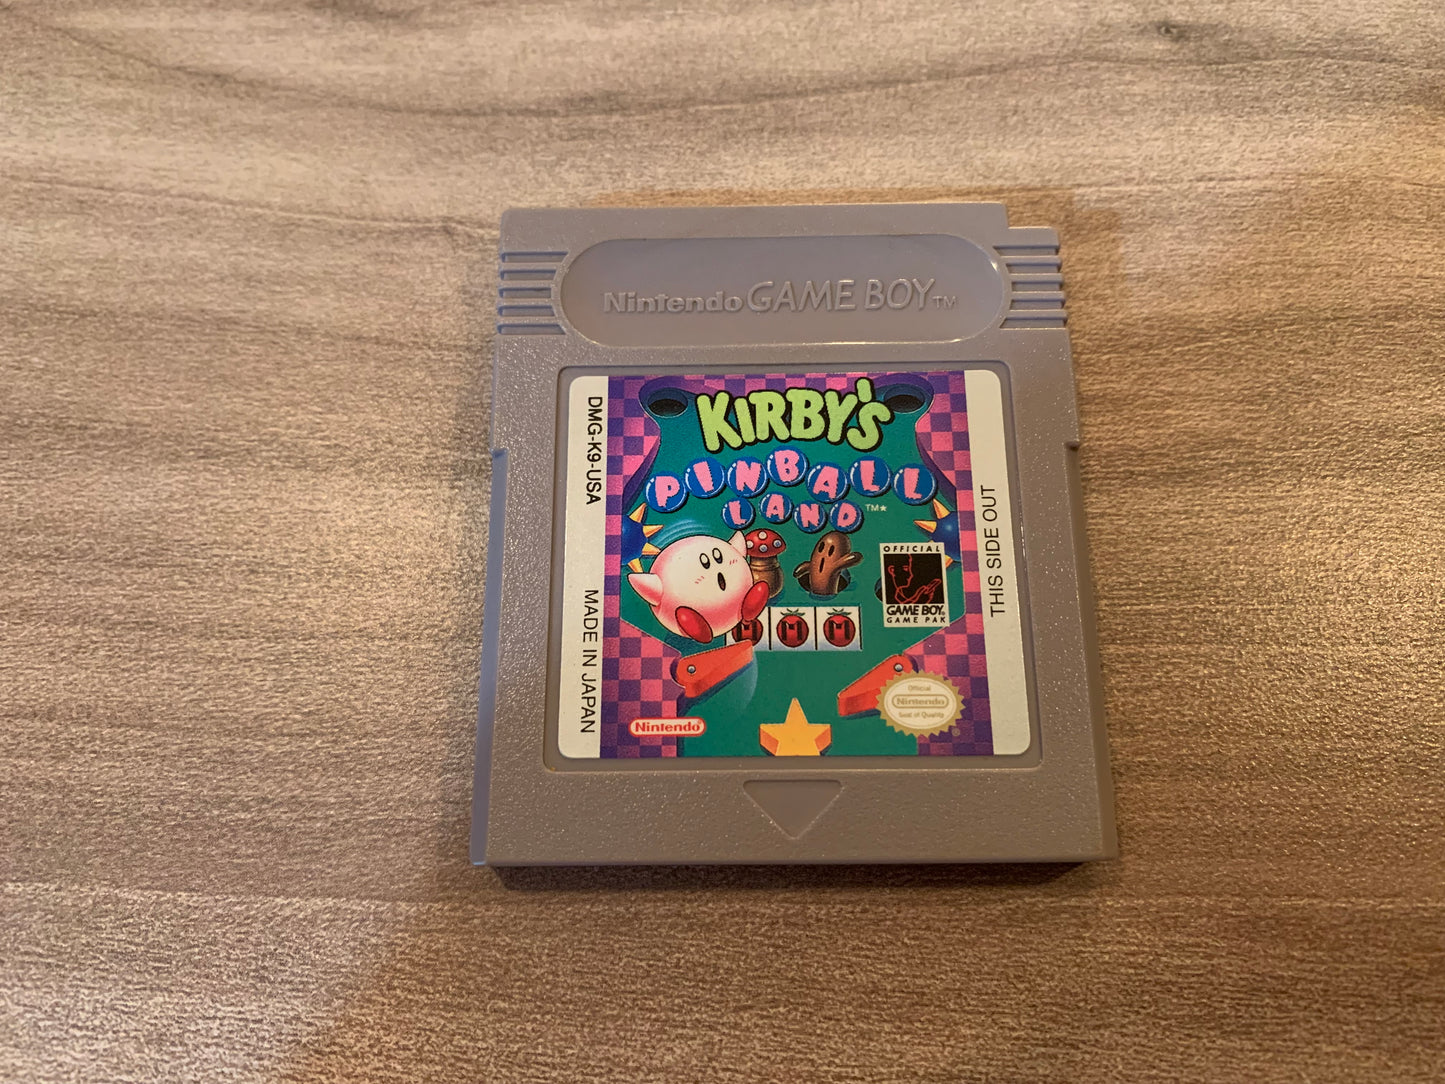 Nintendo GAME BOY TM
DMG-K9-USA
MADE IN JAPAN
KIRBY'S
PINBALL
LAND TM★
OFFICIAL
GAME BOY®
GAME PAK
M M M
Nintendo®
Official
Nintendo
Seal of Quality
®
THIS SIDE OUT